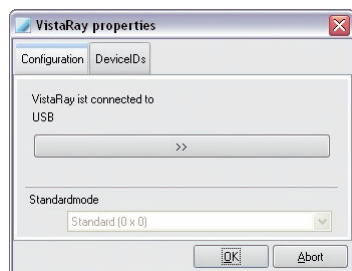 VistaRay properties
Configuration DeviceIDs
VistaRay ist connected to
USB
>>
Standardmode
Standard (0 x 0)
OK Abort